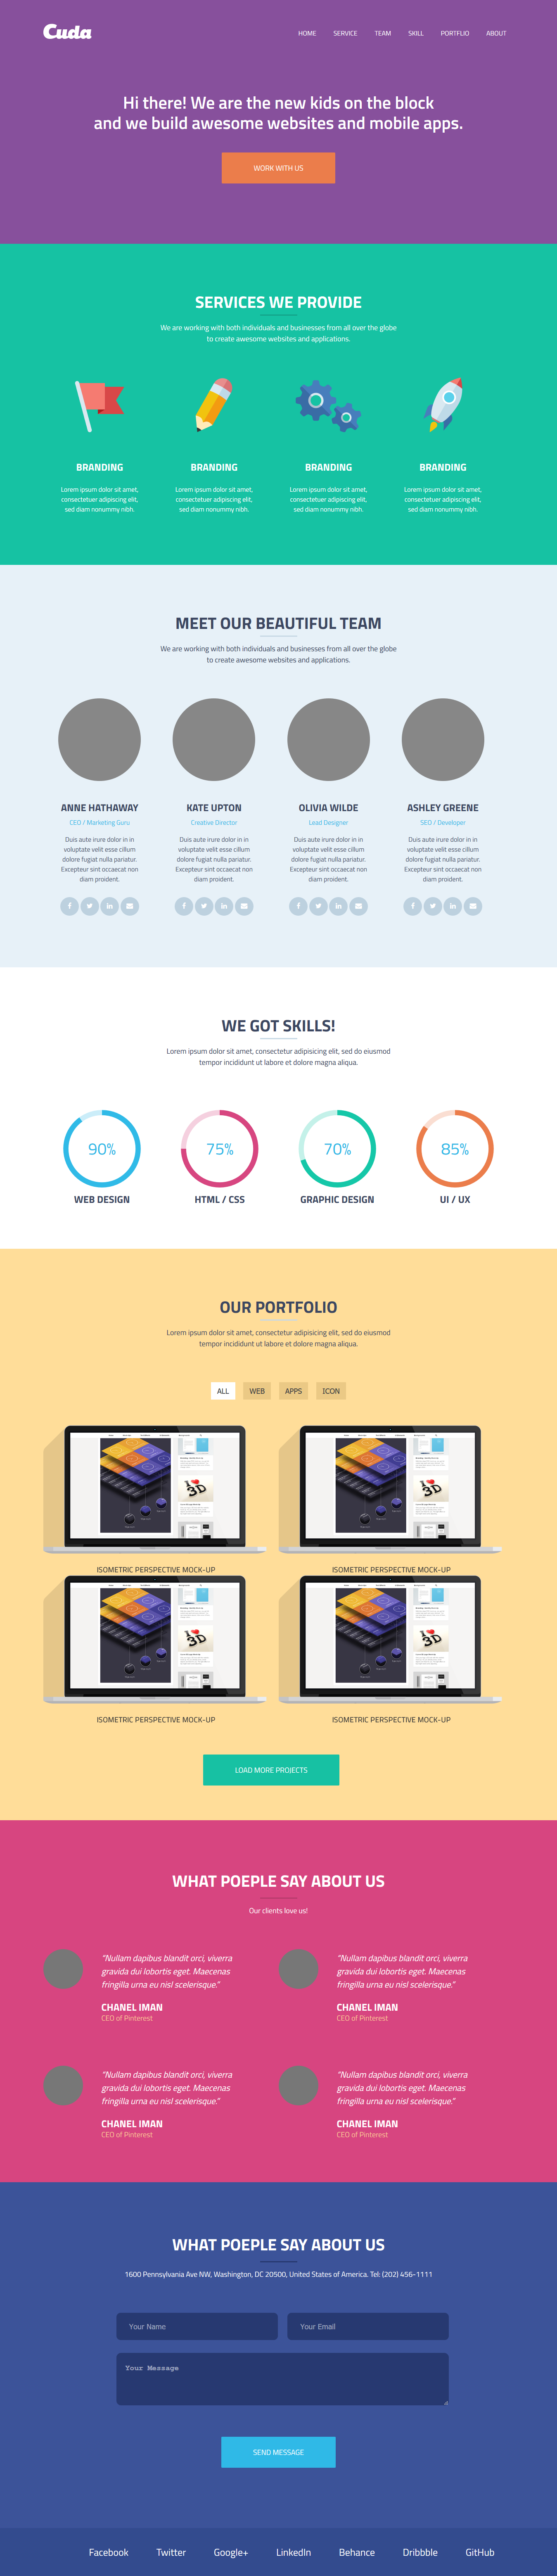 Cuda
HOME SERVICE TEAM SKILL PORTFLIO ABOUT
Hi there! We are the new kids on the block
and we build awesome websites and mobile apps.
WORK WITH US
SERVICES WE PROVIDE
We are working with both individuals and businesses from all over the globe
to create awesome websites and applications.
BRANDING
Lorem ipsum dolor sit amet,
consectetuer adipiscing elit,
sed diam nonummy nibh.
BRANDING
Lorem ipsum dolor sit amet,
consectetuer adipiscing elit,
sed diam nonummy nibh.
BRANDING
Lorem ipsum dolor sit amet,
consectetuer adipiscing elit,
sed diam nonummy nibh.
BRANDING
Lorem ipsum dolor sit amet,
consectetuer adipiscing elit,
sed diam nonummy nibh.
MEET OUR BEAUTIFUL TEAM
We are working with both individuals and businesses from all over the globe
to create awesome websites and applications.
ANNE HATHAWAY
CEO / Marketing Guru
Duis aute irure dolor in in
voluptate velit esse cillum
dolore fugiat nulla pariatur.
Excepteur sint occaecat non
diam proident.
KATE UPTON
Creative Director
Duis aute irure dolor in in
voluptate velit esse cillum
dolore fugiat nulla pariatur.
Excepteur sint occaecat non
diam proident.
OLIVIA WILDE
Lead Designer
Duis aute irure dolor in in
voluptate velit esse cillum
dolore fugiat nulla pariatur.
Excepteur sint occaecat non
diam proident.
ASHLEY GREENE
SEO / Developer
Duis aute irure dolor in in
voluptate velit esse cillum
dolore fugiat nulla pariatur.
Excepteur sint occaecat non
diam proident.
WE GOT SKILLS!
Lorem ipsum dolor sit amet, consectetur adipisicing elit, sed do eiusmod
tempor incididunt ut labore et dolore magna aliqua.
90%
WEB DESIGN
75%
HTML / CSS
70%
GRAPHIC DESIGN
85%
UI / UX
OUR PORTFOLIO
Lorem ipsum dolor sit amet, consectetur adipisicing elit, sed do eiusmod
tempor incididunt ut labore et dolore magna aliqua.
ALL WEB APPS ICON
I 3D
ISOMETRIC PERSPECTIVE MOCK-UP
I 3D
ISOMETRIC PERSPECTIVE MOCK-UP
I 3D
ISOMETRIC PERSPECTIVE MOCK-UP
I 3D
ISOMETRIC PERSPECTIVE MOCK-UP
LOAD MORE PROJECTS
WHAT POEPLE SAY ABOUT US
Our clients love us!
“Nullam dapibus blandit orci, viverra
gravida dui lobortis eget. Maecenas
fringilla urna eu nisl scelerisque.”
CHANEL IMAN
CEO of Pinterest
“Nullam dapibus blandit orci, viverra
gravida dui lobortis eget. Maecenas
fringilla urna eu nisl scelerisque.”
CHANEL IMAN
CEO of Pinterest
“Nullam dapibus blandit orci, viverra
gravida dui lobortis eget. Maecenas
fringilla urna eu nisl scelerisque.”
CHANEL IMAN
CEO of Pinterest
“Nullam dapibus blandit orci, viverra
gravida dui lobortis eget. Maecenas
fringilla urna eu nisl scelerisque.”
CHANEL IMAN
CEO of Pinterest
WHAT POEPLE SAY ABOUT US
1600 Pennsylvania Ave NW, Washington, DC 20500, United States of America. Tel: (202) 456-1111
Your Name
Your Email
Your Message
SEND MESSAGE
Facebook Twitter Google+ LinkedIn Behance Dribbble GitHub